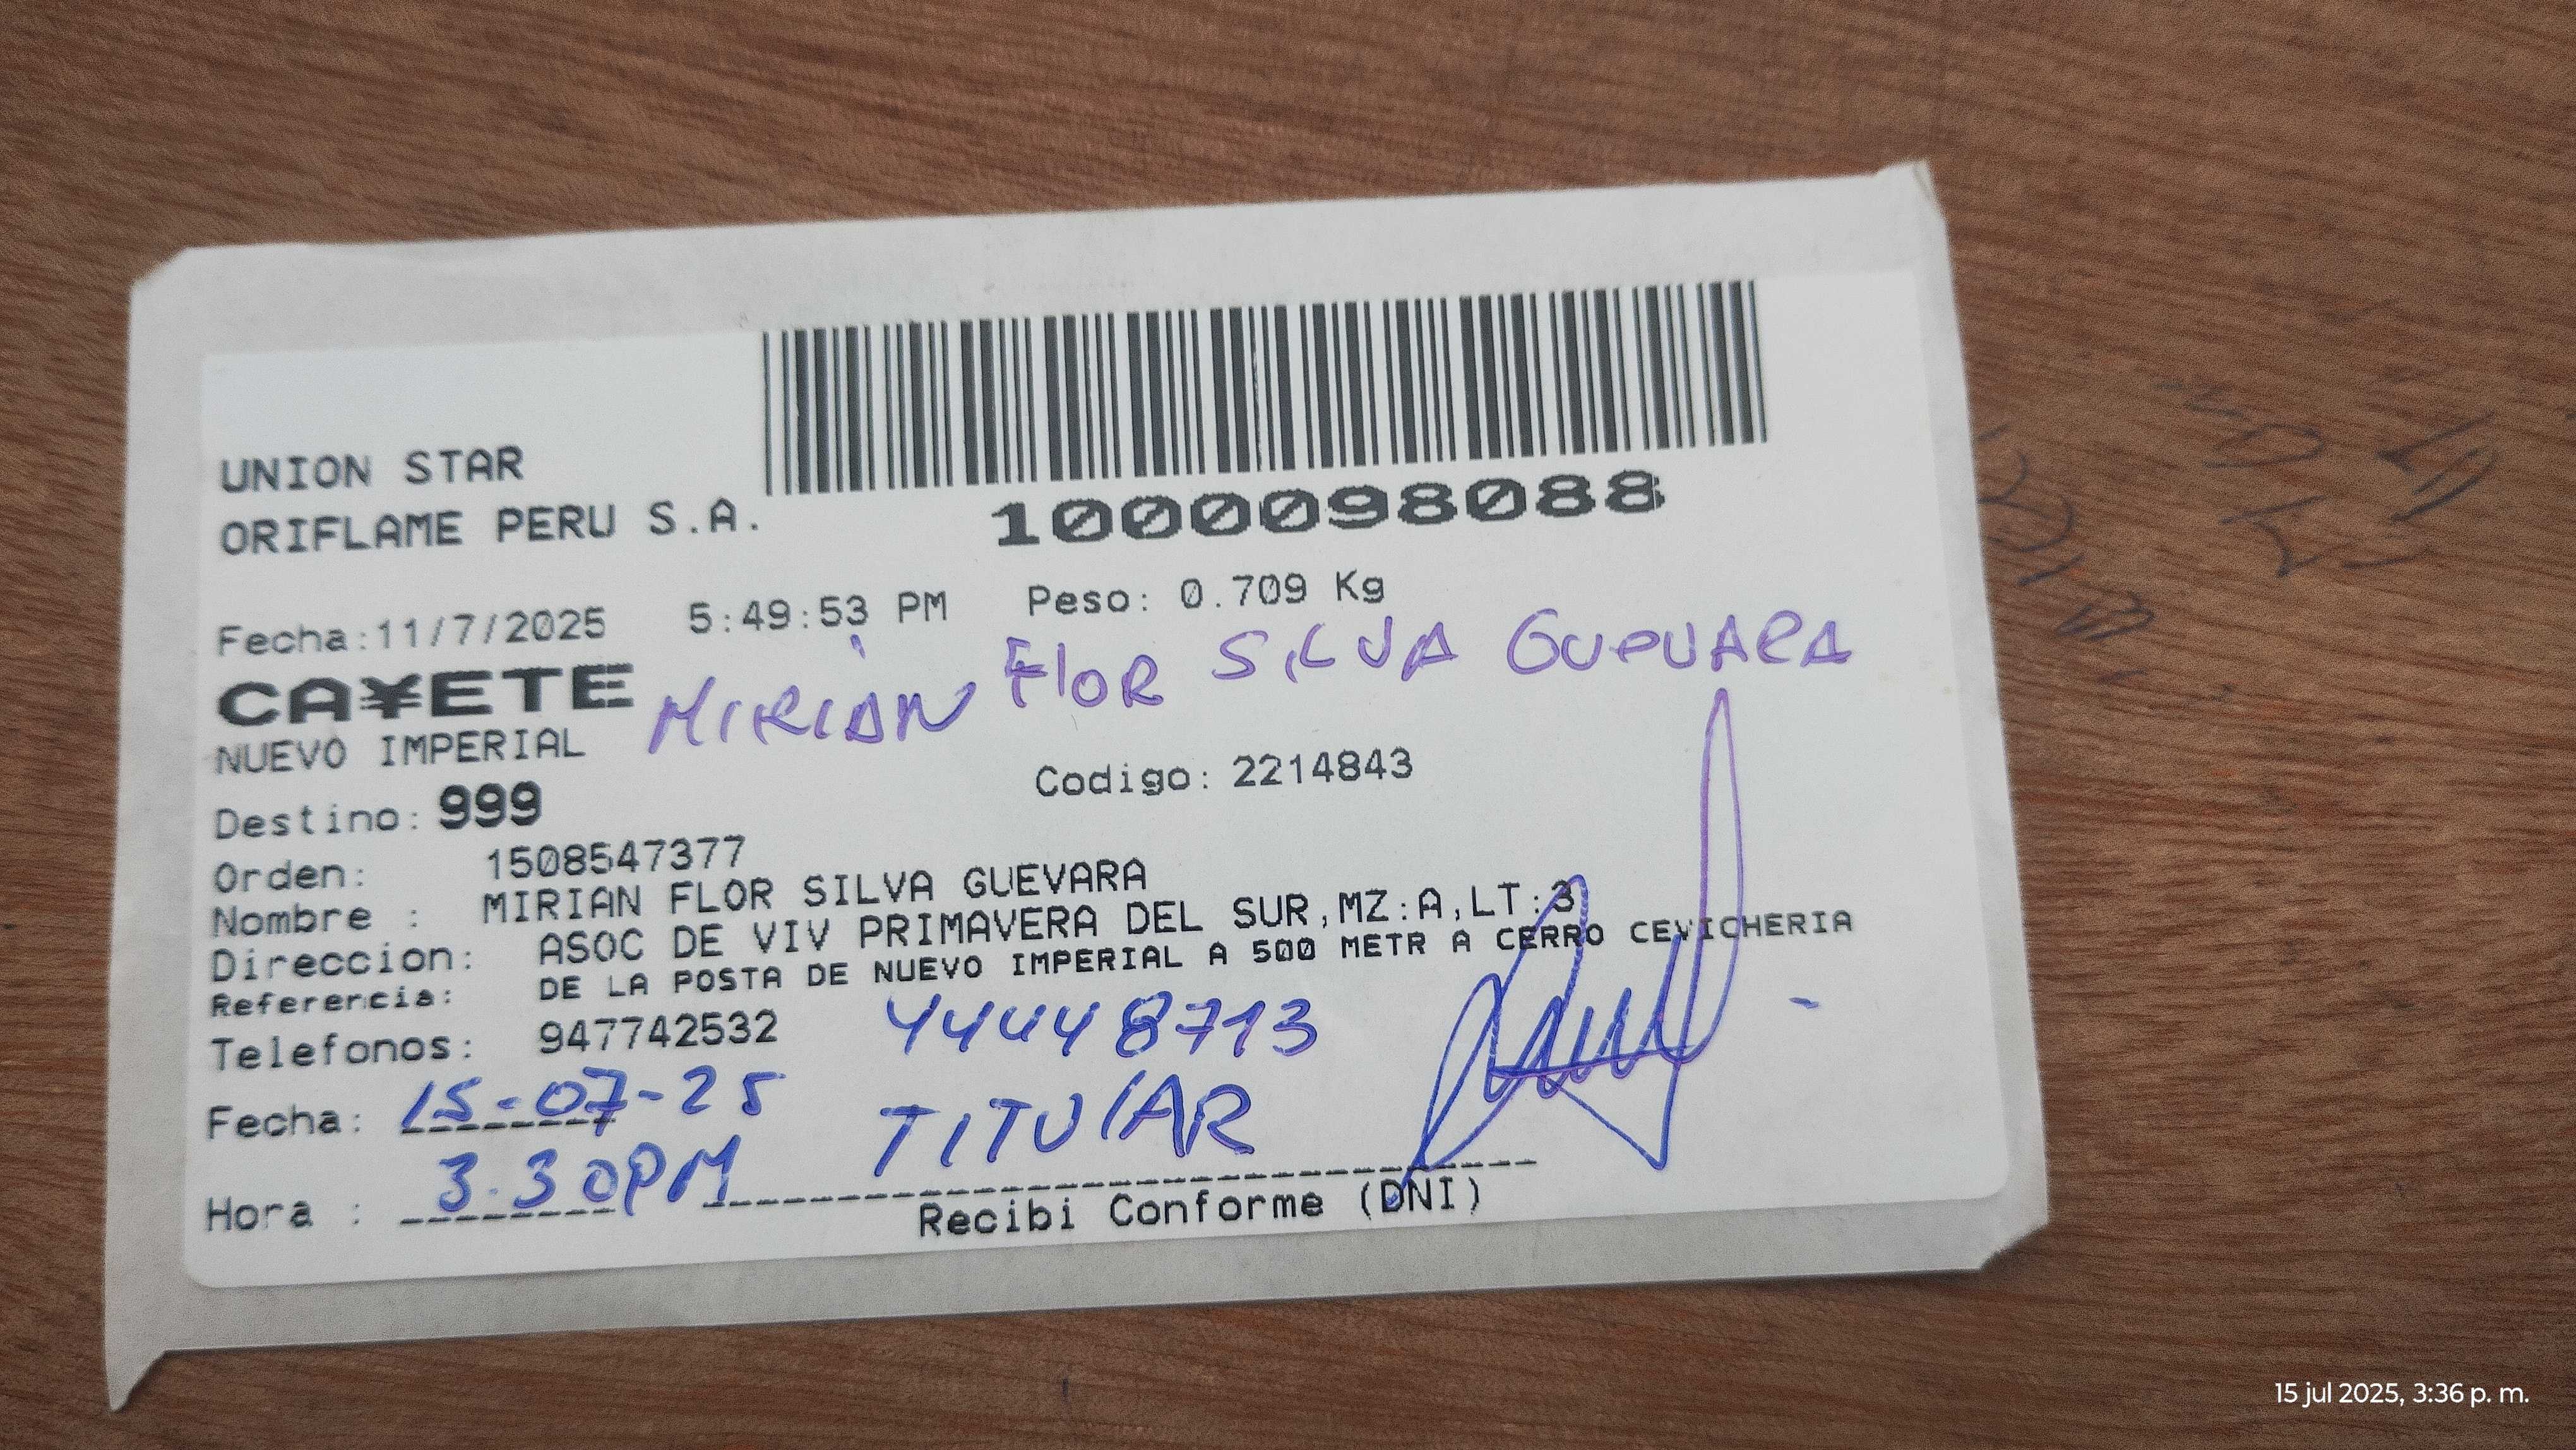 UNION STAR
ORIFLAME PERU S.A.
1000098088
Fecha:11/7/2025 5:49:53 PM Peso: 0.709 Kg
CA¥ETE
MIRIAN FloR SILVA GUEVARA
NUEVO IMPERIAL
Codigo: 2214843
Destino: 999
Orden: 1508547377
Nombre : MIRIAN FLOR SILVA GUEVARA
Direccion: ASOC DE VIV PRIMAVERA DEL SUR,MZ:A,LT:3
Referencia: DE LA POSTA DE NUEVO IMPERIAL A 500 METR A CERRO CEVICHERIA
Telefonos: 947742532 44448713
Fecha: 15-07-25 TITUlAR
Hora : 3.30PM
Recibi Conforme (DNI)
15 jul 2025, 3:36 p. m.